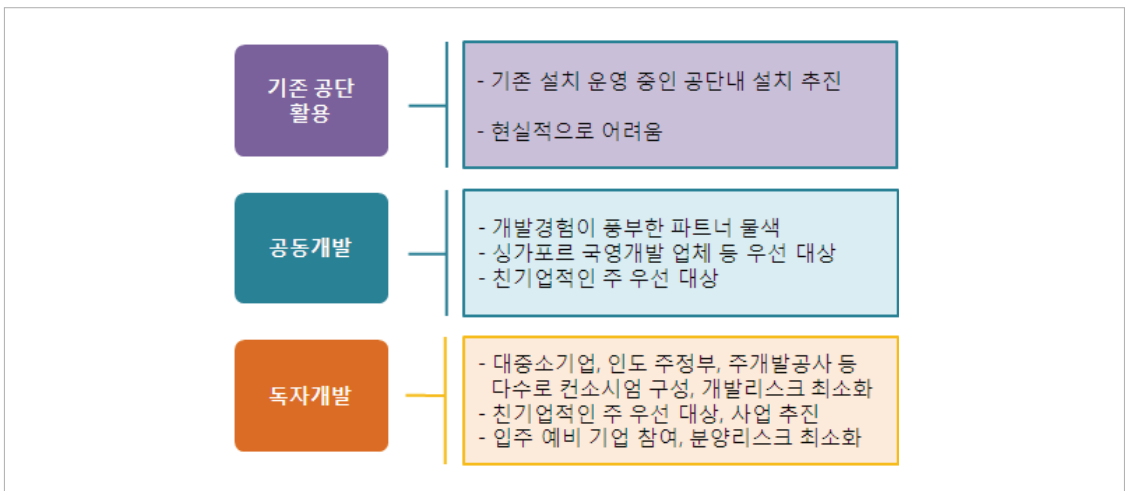 기존 공단
활용
- 기존 설치 운영 중인 공단내 설치 추진
- 현실적으로 어려움
공동개발
- 개발경험이 풍부한 파트너 물색
- 싱가포르 국영개발 업체 등 우선 대상
- 친기업적인 주 우선 대상
독자개발
- 대중소기업, 인도 주정부, 주개발공사 등
다수로 컨소시엄 구성, 개발리스크 최소화
- 친기업적인 주 우선 대상, 사업 추진
- 입주 예비 기업 참여, 분양리스크 최소화